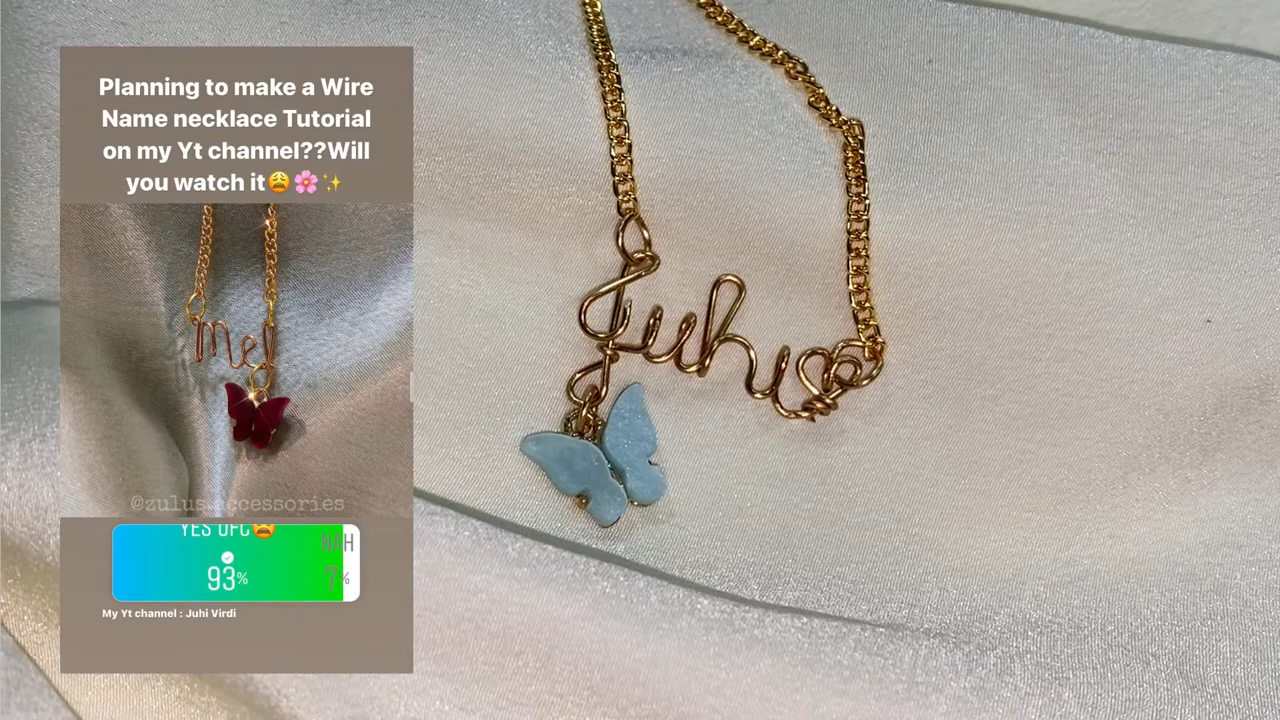 Planning to make a Wire
Name necklace Tutorial
on my Yt channel??Will
you watch it😩🌸✨
Mel
@zulus.accessories
YES OFC😩
NAH
93%
7%
My Yt channel : Juhi Virdi
Juhi